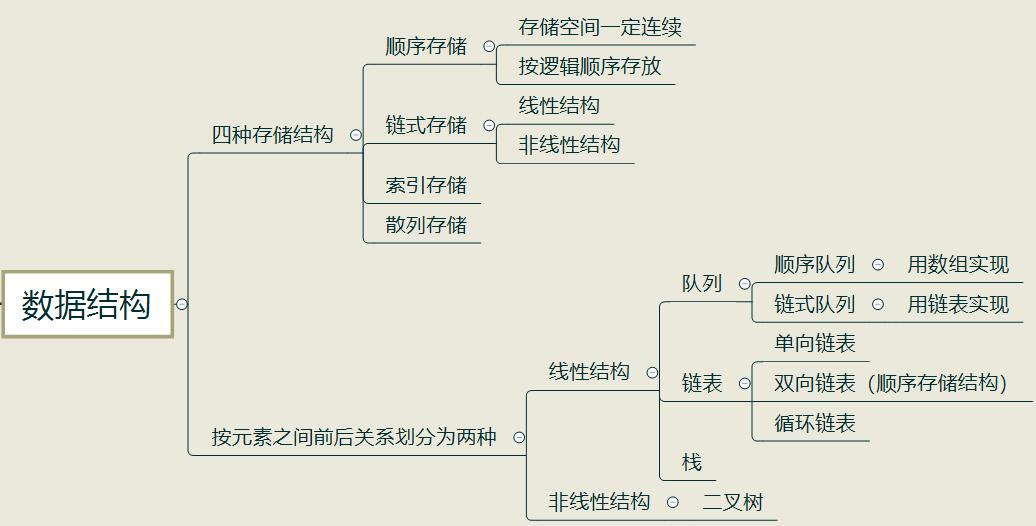 数据结构
四种存储结构
顺序存储
存储空间一定连续
按逻辑顺序存放
链式存储
线性结构
非线性结构
索引存储
散列存储
按元素之间前后关系划分为两种
线性结构
队列
顺序队列
用数组实现
链式队列
用链表实现
链表
单向链表
双向链表（顺序存储结构）
循环链表
栈
非线性结构
二叉树